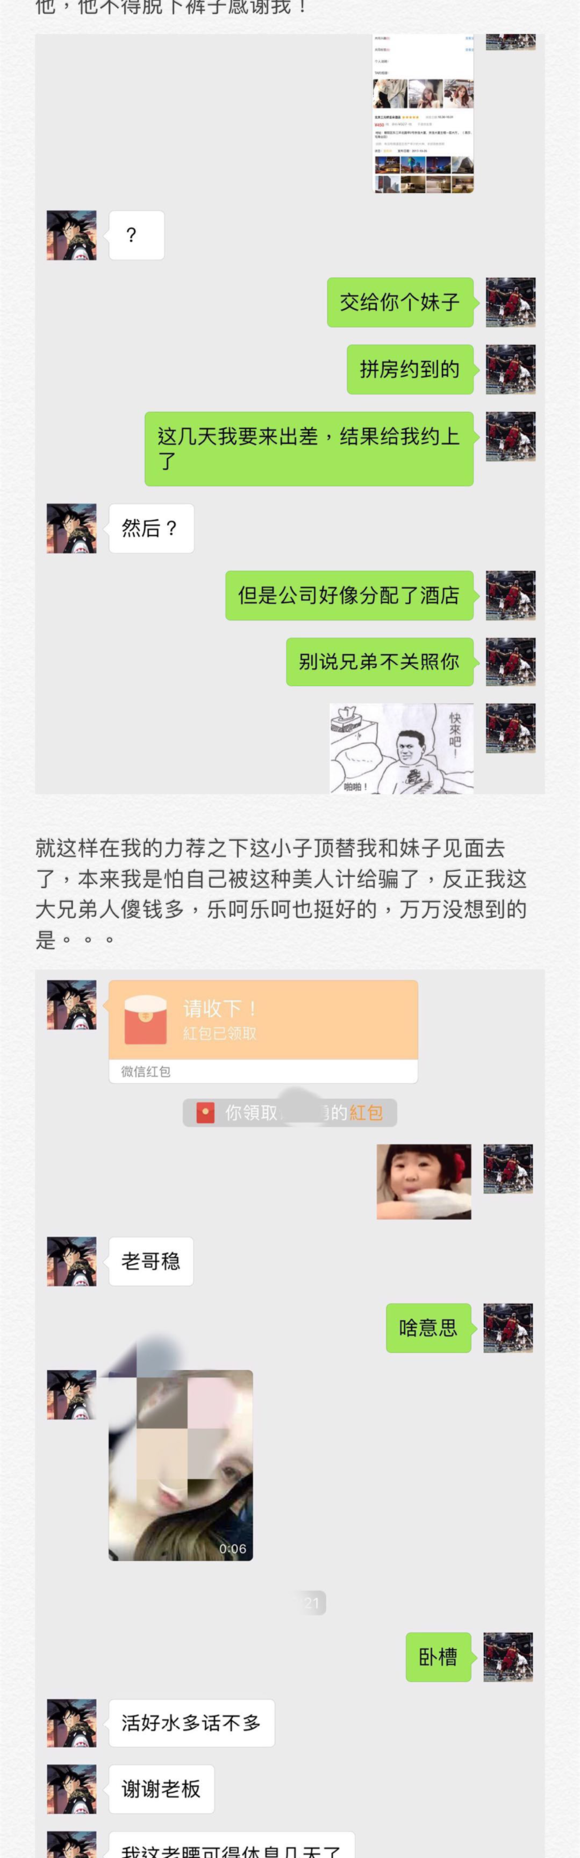 他，他不得脱下裤子感谢我！
？
交给你个妹子
拼房约到的
这几天我要来出差，结果给我约上
了
然后？
但是公司好像分配了酒店
别说兄弟不关照你
快來吧！
啪啪！
就这样在我的力荐之下这小子顶替我和妹子见面去
了，本来我是怕自己被这种美人计给骗了，反正我这
大兄弟人傻钱多，乐呵乐呵也挺好的，万万没想到的
是。。。
请收下！
紅包已领取
微信红包
你領取
的紅包
老哥稳
啥意思
0:06
21
卧槽
活好水多话不多
谢谢老板
我这老腰可得休息几天了